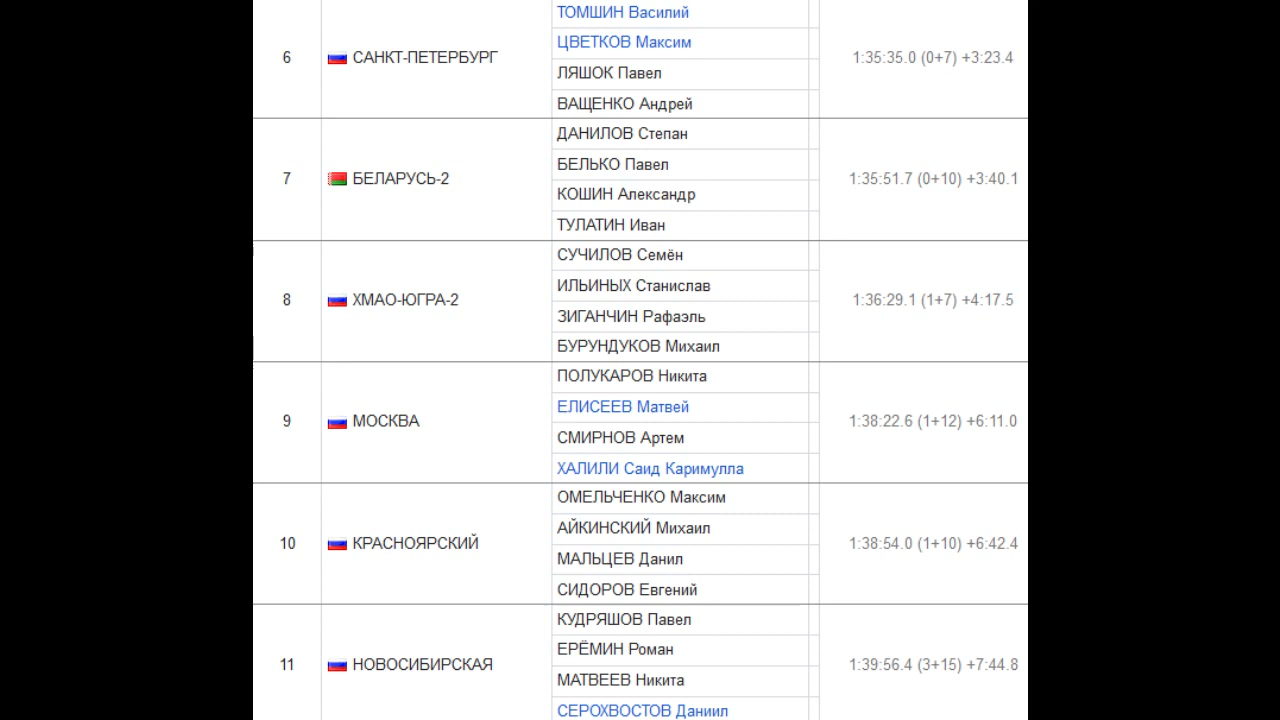 ТОМШИН Василий
ЦВЕТКОВ Максим
6 САНКТ-ПЕТЕРБУРГ 1:35:35.0 (0+7) +3:23.4
ЛЯШОК Павел
ВАЩЕНКО Андрей
ДАНИЛОВ Степан
БЕЛЬКО Павел
7 БЕЛАРУСЬ-2 1:35:51.7 (0+10) +3:40.1
КОШИН Александр
ТУЛАТИН Иван
СУЧИЛОВ Семён
ИЛЬИНЫХ Станислав
8 ХМАО-ЮГРА-2 1:36:29.1 (1+7) +4:17.5
ЗИГАНЧИН Рафаэль
БУРУНДУКОВ Михаил
ПОЛУКАРОВ Никита
ЕЛИСЕЕВ Матвей
9 МОСКВА 1:38:22.6 (1+12) +6:11.0
СМИРНОВ Артем
ХАЛИЛИ Саид Каримулла
ОМЕЛЬЧЕНКО Максим
АЙКИНСКИЙ Михаил
10 КРАСНОЯРСКИЙ 1:38:54.0 (1+10) +6:42.4
МАЛЬЦЕВ Данил
СИДОРОВ Евгений
КУДРЯШОВ Павел
ЕРЁМИН Роман
11 НОВОСИБИРСКАЯ 1:39:56.4 (3+15) +7:44.8
МАТВЕЕВ Никита
СЕРОХВОСТОВ Даниил